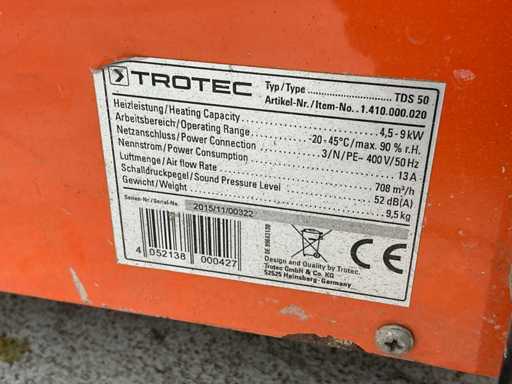 TROTEC
Typ/Type ................................ TDS 50
Artikel-Nr./Item-No. .1.410.000.020
Heizleistung/Heating Capacity .......................... 4,5 - 9 kW
Arbeitsbereich/Operating Range .......... -20 - 45°C/max. 90 % r.H.
Netzanschluss/Power Connection .......... 3/N/PE~ 400 V/50 Hz
Nennstrom/Power Consumption .......................... 13 A
Luftmenge/Air flow Rate .......................... 708 m³/h
Schalldruckpegel/Sound Pressure Level .......................... 52 dB(A)
Gewicht/Weight .......................... 9,5 kg
Serien-Nr./Serial-No. 2015/11/00322
4 052138 000427
Design and Quality by Trotec.
Trotec GmbH & Co. KG
52525 Heinsberg - Germany
CE